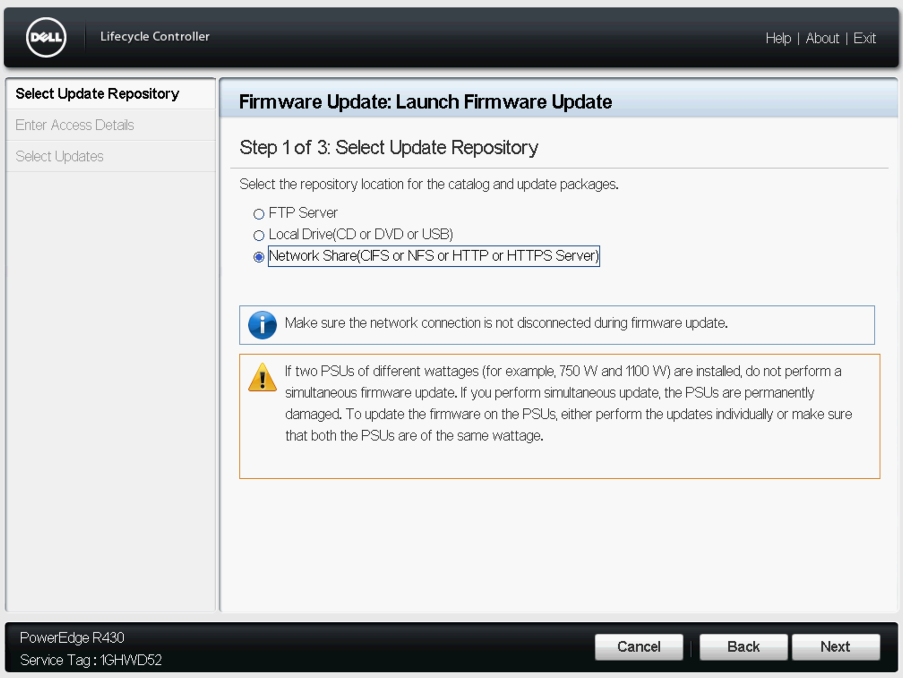 DELL
Lifecycle Controller
Help | About | Exit
Select Update Repository
Enter Access Details
Select Updates
Firmware Update: Launch Firmware Update
Step 1 of 3: Select Update Repository
Select the repository location for the catalog and update packages.
FTP Server
Local Drive(CD or DVD or USB)
Network Share(CIFS or NFS or HTTP or HTTPS Server)
Make sure the network connection is not disconnected during firmware update.
If two PSUs of different wattages (for example, 750 W and 1100 W) are installed, do not perform a
simultaneous firmware update. If you perform simultaneous update, the PSUs are permanently
damaged. To update the firmware on the PSUs, either perform the updates individually or make sure
that both the PSUs are of the same wattage.
PowerEdge R430
Service Tag : 1GHWD52
Cancel
Back
Next